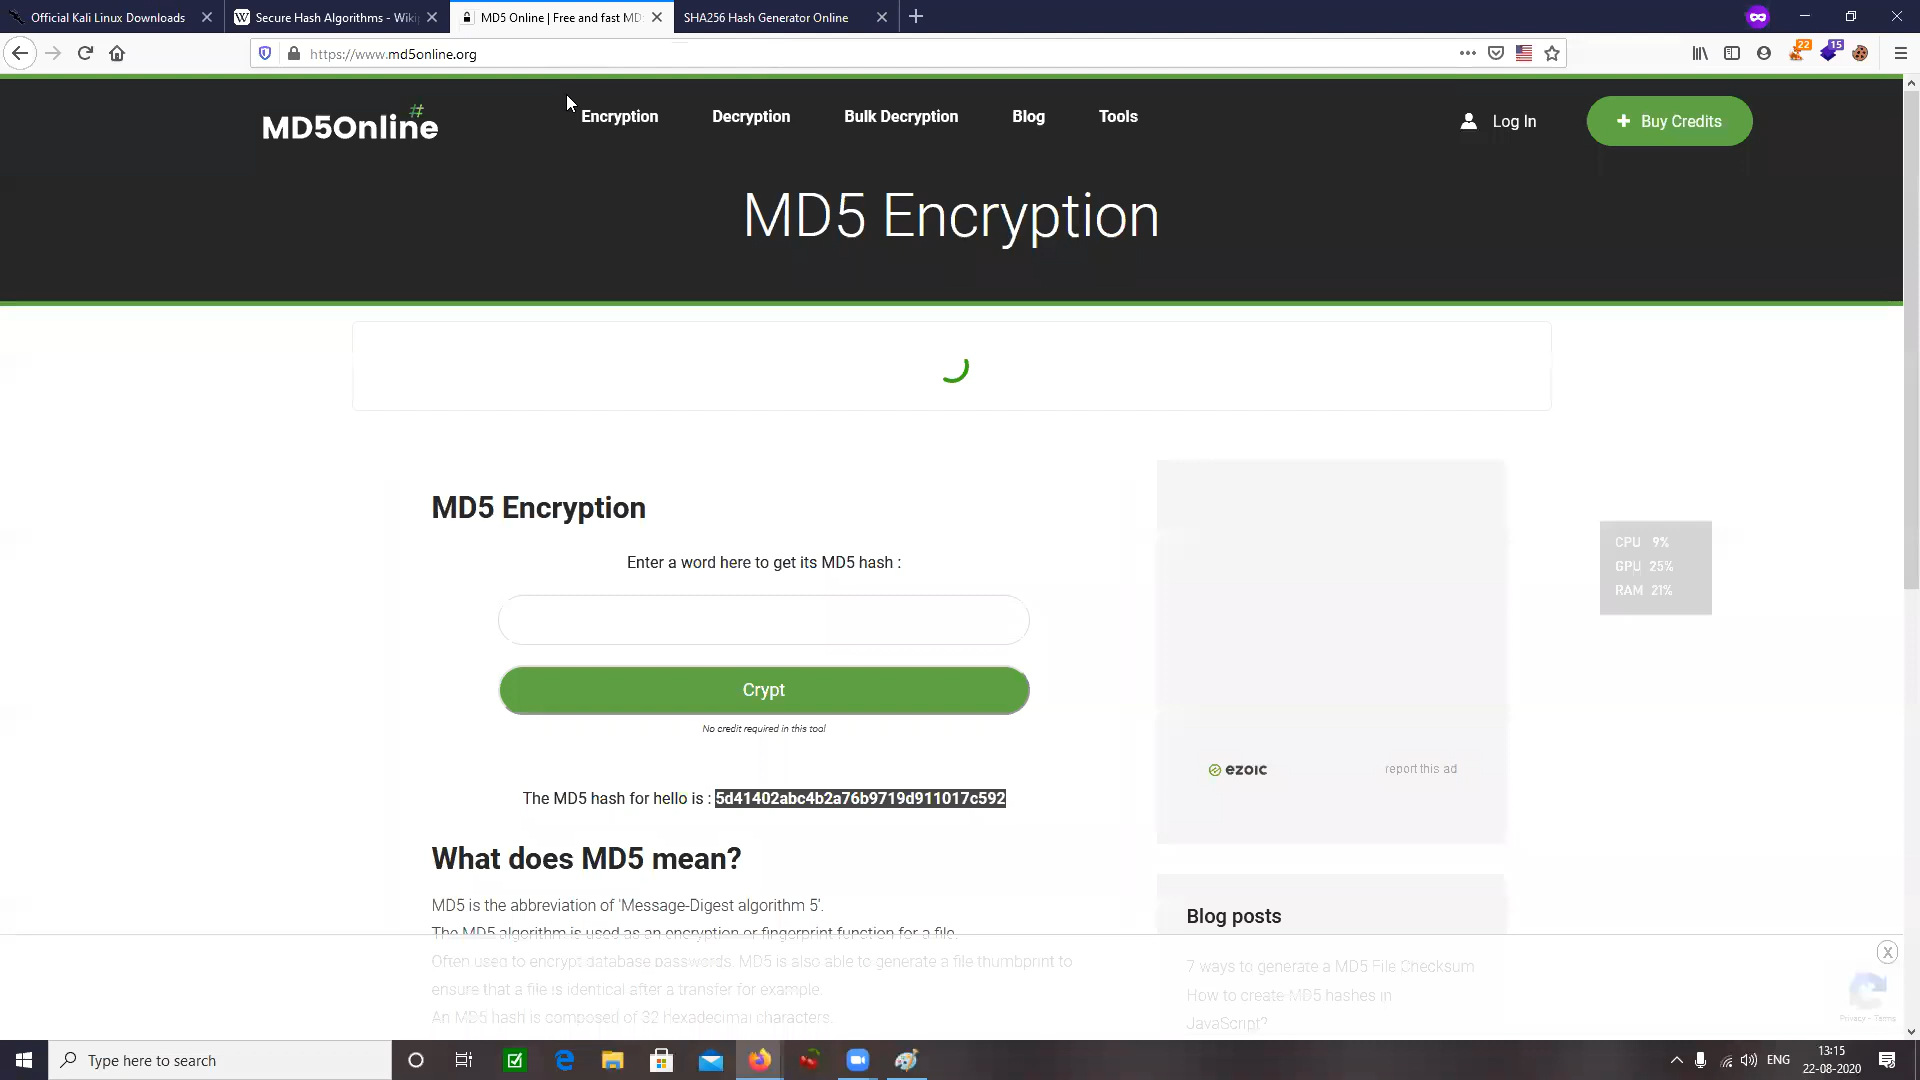 Official Kali Linux Downloads
Secure Hash Algorithms - Wiki
MD5 Online | Free and fast MD
SHA256 Hash Generator Online
https://www.md5online.org
22
15
MD5Online
#
Encryption
Decryption
Bulk Decryption
Blog
Tools
Log In
+ Buy Credits
MD5 Encryption
MD5 Encryption
Enter a word here to get its MD5 hash :
Crypt
No credit required in this tool
The MD5 hash for hello is : 5d41402abc4b2a76b9719d911017c592
What does MD5 mean?
MD5 is the abbreviation of 'Message-Digest algorithm 5'.
The MD5 algorithm is used as an encryption or fingerprint function for a file.
Often used to encrypt database passwords, MD5 is also able to generate a file thumbprint to
ensure that a file is identical after a transfer for example.
An MD5 hash is composed of 32 hexadecimal characters.
ezoic
report this ad
Blog posts
7 ways to generate a MD5 File Checksum
How to create MD5 hashes in
JavaScript?
CPU 9%
GPU 25%
RAM 21%
Privacy - Terms
Type here to search
ENG
13:15
22-08-2020